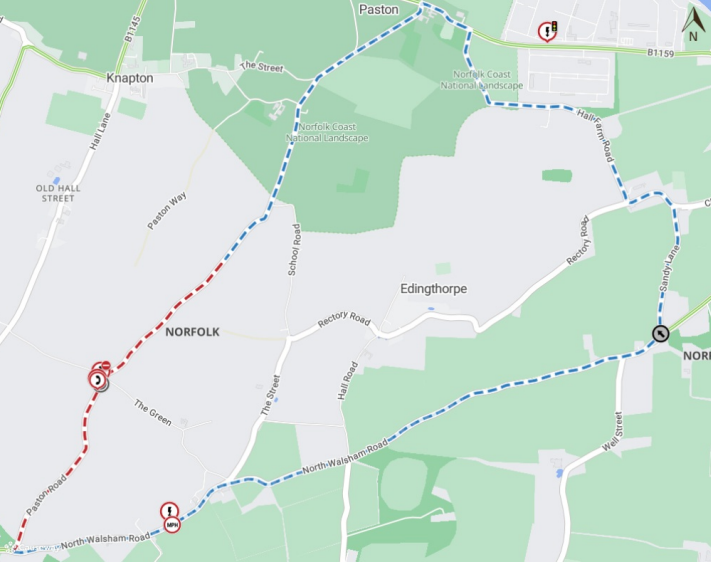 Paston
N
B1145
B1159
The Street
Knapton
Norfolk Coast
National Landscape
Hall Lane
Hall Farm Road
Norfolk Coast
National Landscape
OLD HALL
STREET
Paston Way
School Road
Rectory Road
Sandy Lane
Edingthorpe
Rectory Road
NORFOLK
Hall Road
The Street
The Green
Well Street
North Walsham Road
Paston Road
MPH
North Walsham Road